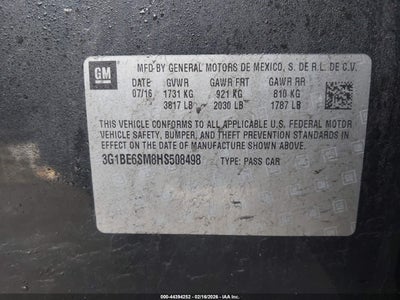 GM
MFD BY GENERAL MOTORS DE MEXICO, S. DE R.L. DE C.V.
DATE GVWR GAWR FRT GAWR RR
07/16 1731 KG 921 KG 810 KG
3817 LB 2030 LB 1787 LB
THIS VEHICLE CONFORMS TO ALL APPLICABLE U.S. FEDERAL MOTOR
VEHICLE SAFETY, BUMPER, AND THEFT PREVENTION STANDARDS IN
EFFECT ON THE DATE OF MANUFACTURE SHOWN ABOVE.
3G1BE6SM8HS508498 TYPE: PASS CAR
000-44394252 - 02/18/2026 - IAA Inc.